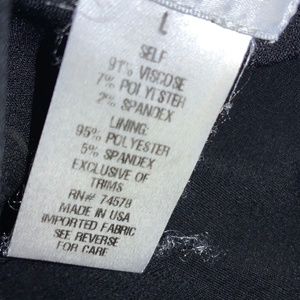 L
SELF
91% VISCOSE
7% POLYESTER
2% SPANDEX
LINING:
95% POLYESTER
5% SPANDEX
EXCLUSIVE OF
TRIMS
RN# 74579
MADE IN USA
IMPORTED FABRIC
SEE REVERSE
FOR CARE